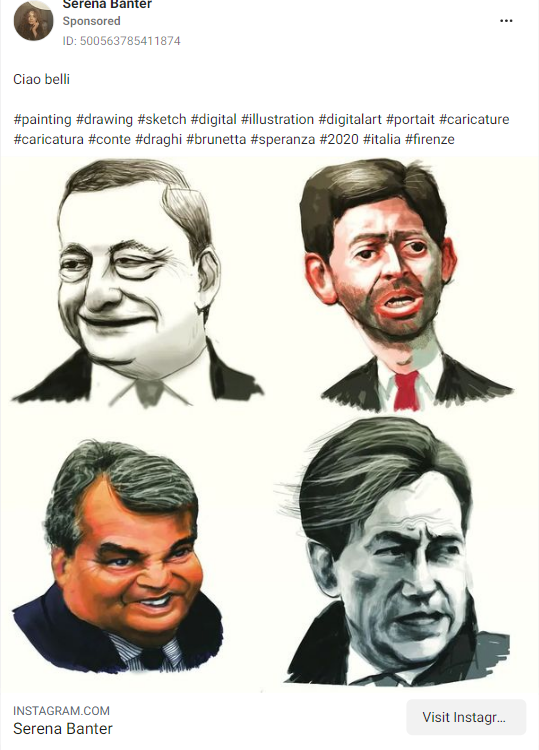 Serena Banter
Sponsored
ID: 500563785411874
Ciao belli
#painting #drawing #sketch #digital #illustration #digitalart #portait #caricature
#caricatura #conte #draghi #brunetta #speranza #2020 #italia #firenze
INSTAGRAM.COM
Serena Banter
Visit Instagr...